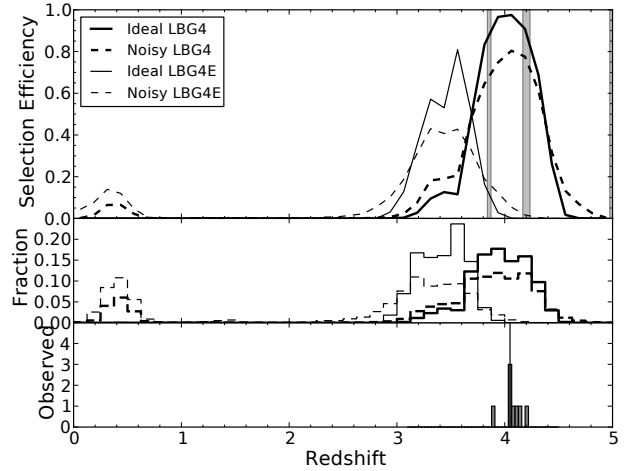 1.0
0.8
0.6
0.4
0.2
0.0
Selection Efficiency
Ideal LBG4
Noisy LBG4
Ideal LBG4E
Noisy LBG4E
0.20
0.15
0.10
0.05
0.00
Fraction
4
3
2
1
0
Observed
0 1 2 3 4 5
Redshift